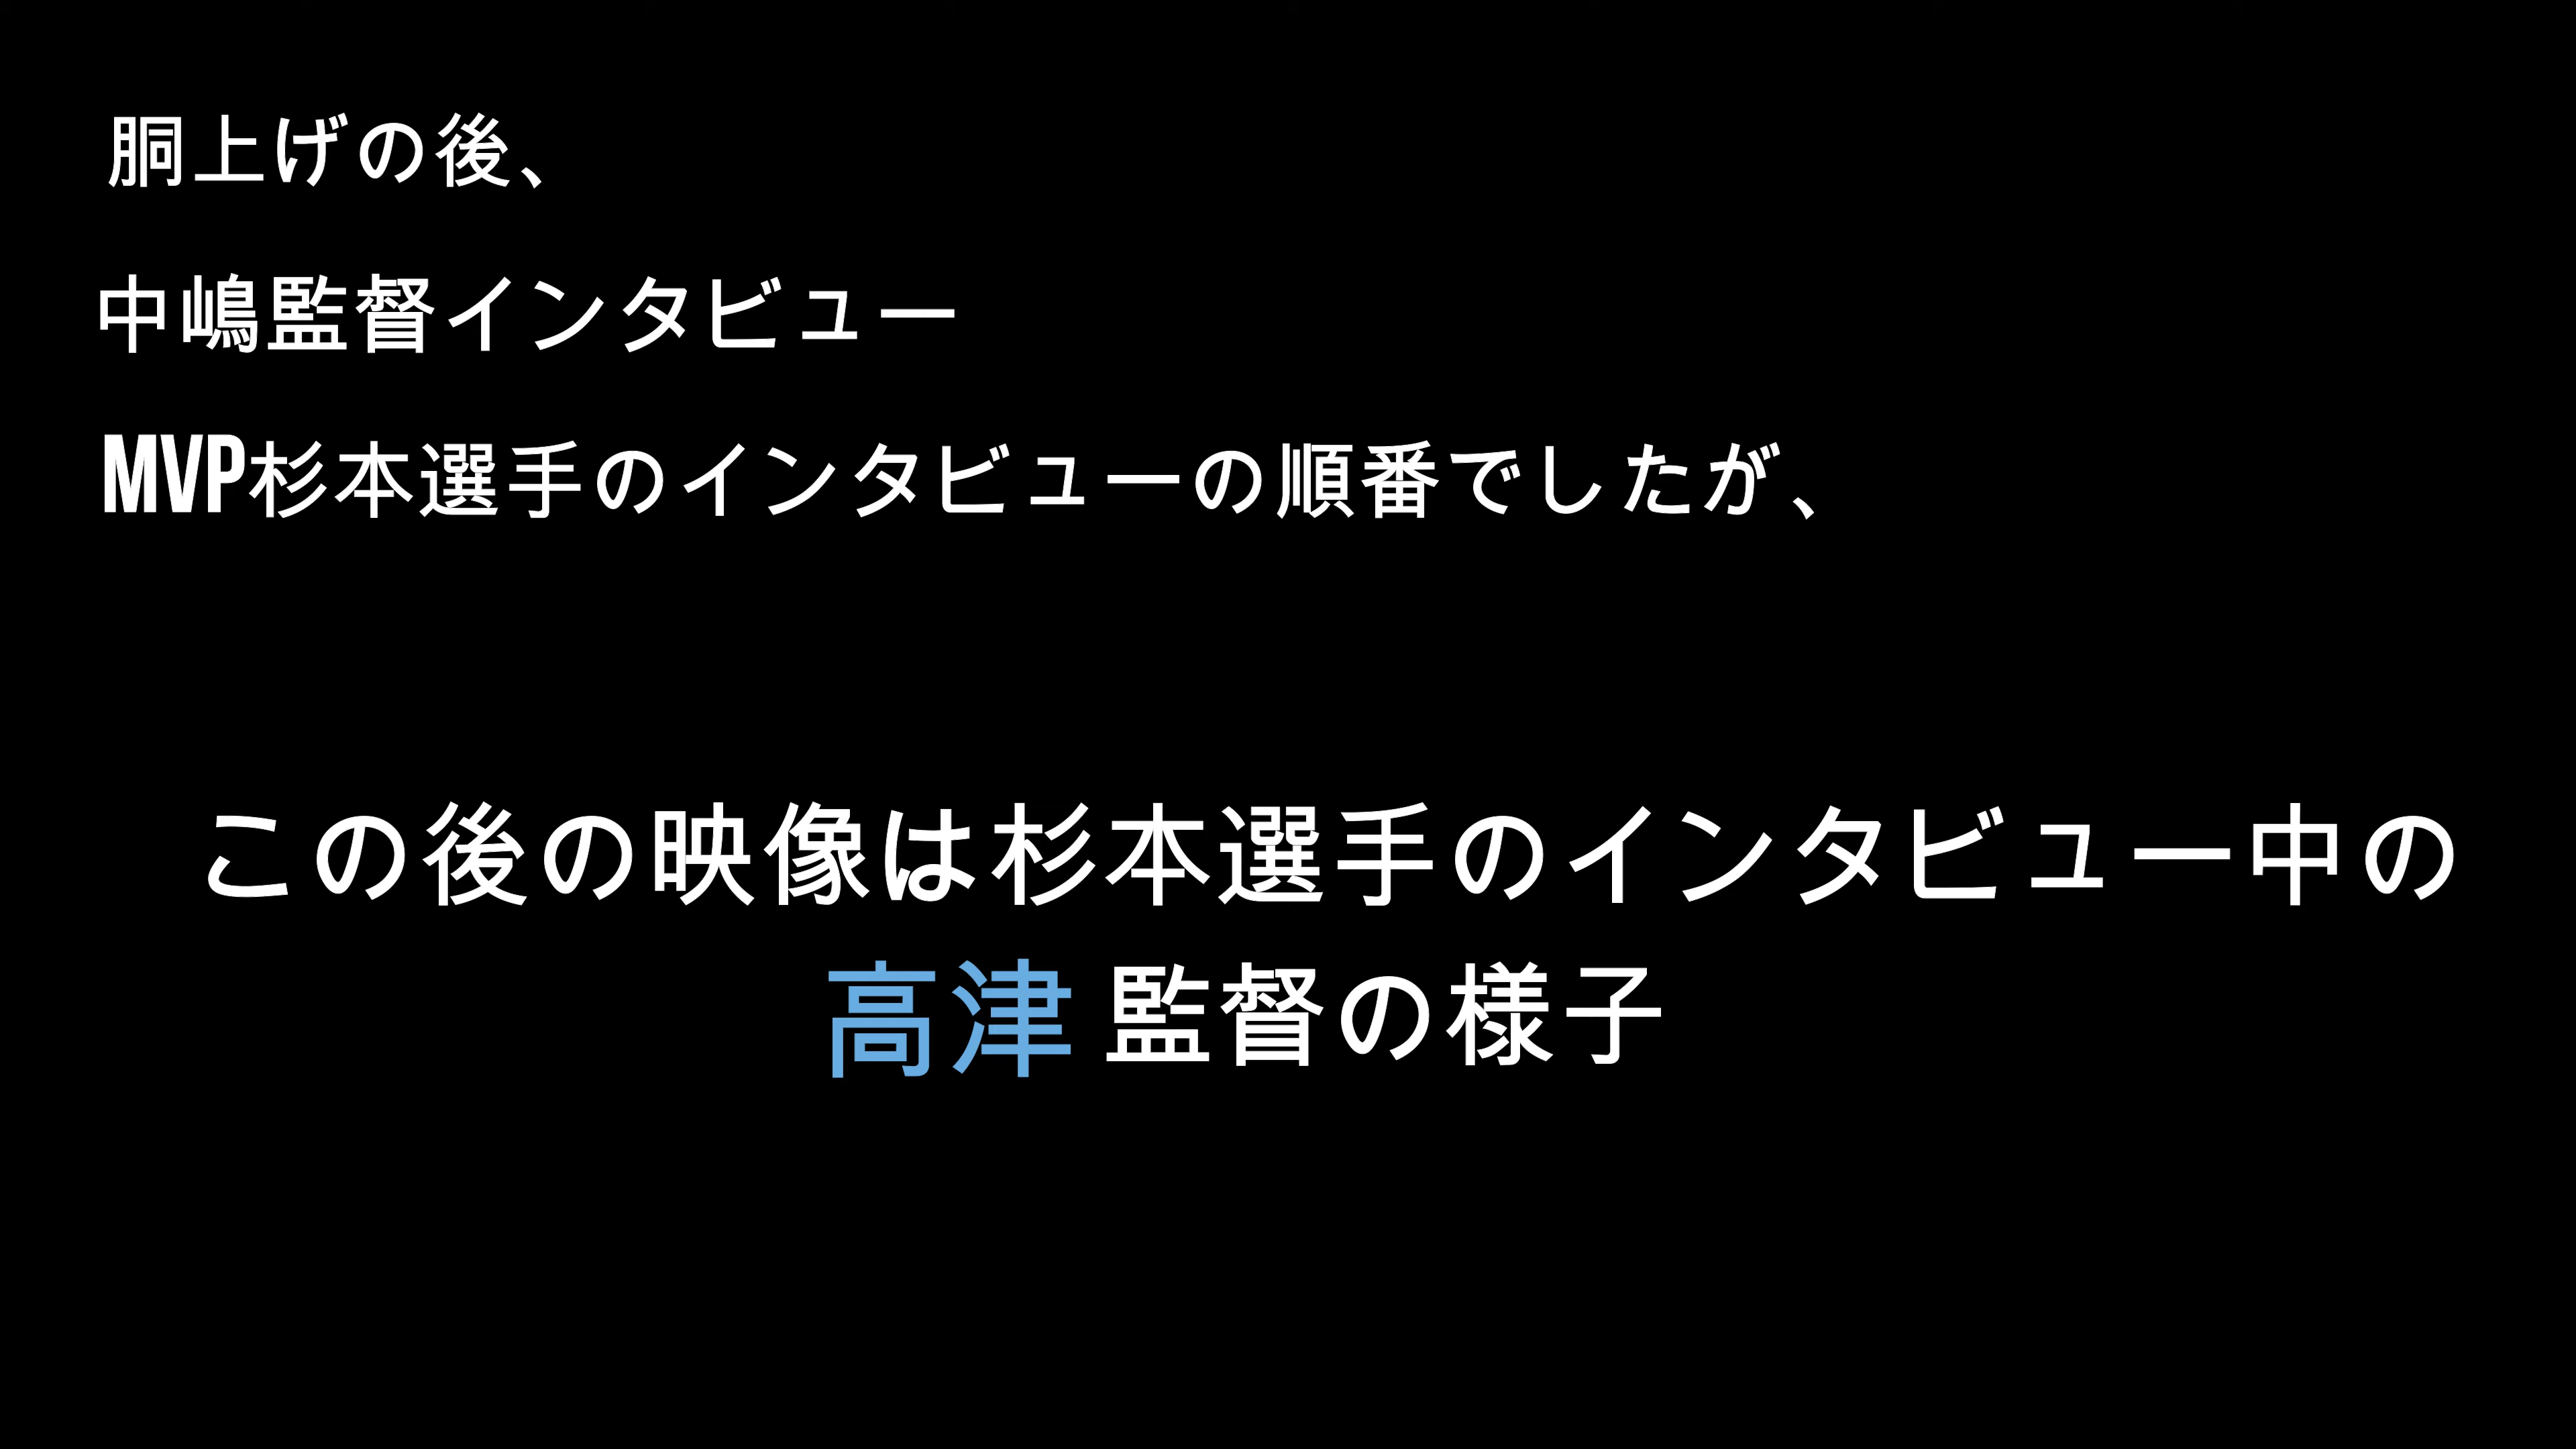 胴上げの後、
中嶋監督インタビュー
MVP杉本選手のインタビューの順番でしたが、
この後の映像は杉本選手のインタビュー中の
高津 監督の様子